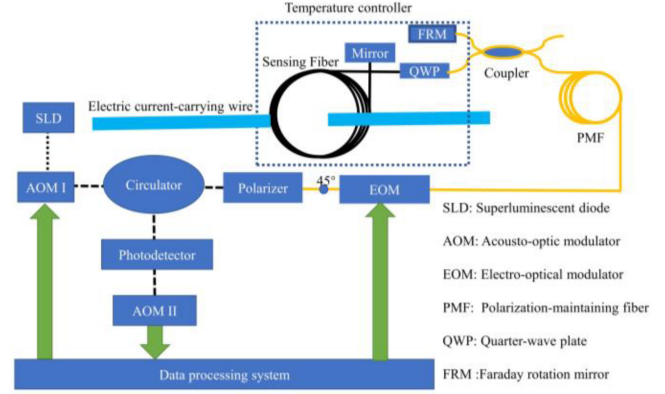 Temperature controller
FRM
Mirror
Sensing Fiber
QWP
Coupler
Electric current-carrying wire
SLD
PMF
AOM I
Circulator
Polarizer
45°
EOM
SLD: Superluminescent diode
AOM: Acousto-optic modulator
Photodetector
EOM: Electro-optical modulator
AOM II
PMF: Polarization-maintaining fiber
QWP: Quarter-wave plate
Data processing system
FRM :Faraday rotation mirror